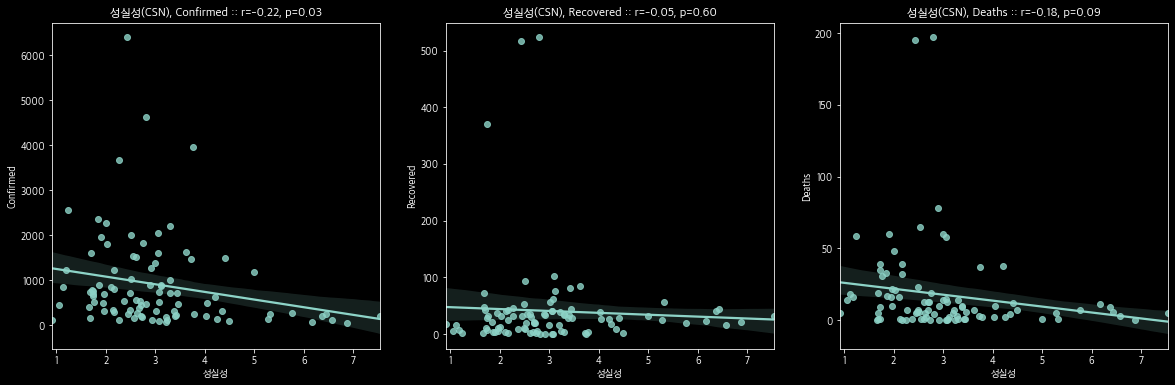 성실성(CSN), Confirmed :: r=-0.22, p=0.03
Confirmed
6000
5000
4000
3000
2000
1000
0
1 2 3 4 5 6 7
성실성
성실성(CSN), Recovered :: r=-0.05, p=0.60
Recovered
500
400
300
200
100
0
1 2 3 4 5 6 7
성실성
성실성(CSN), Deaths :: r=-0.18, p=0.09
Deaths
200
150
100
50
0
1 2 3 4 5 6 7
성실성